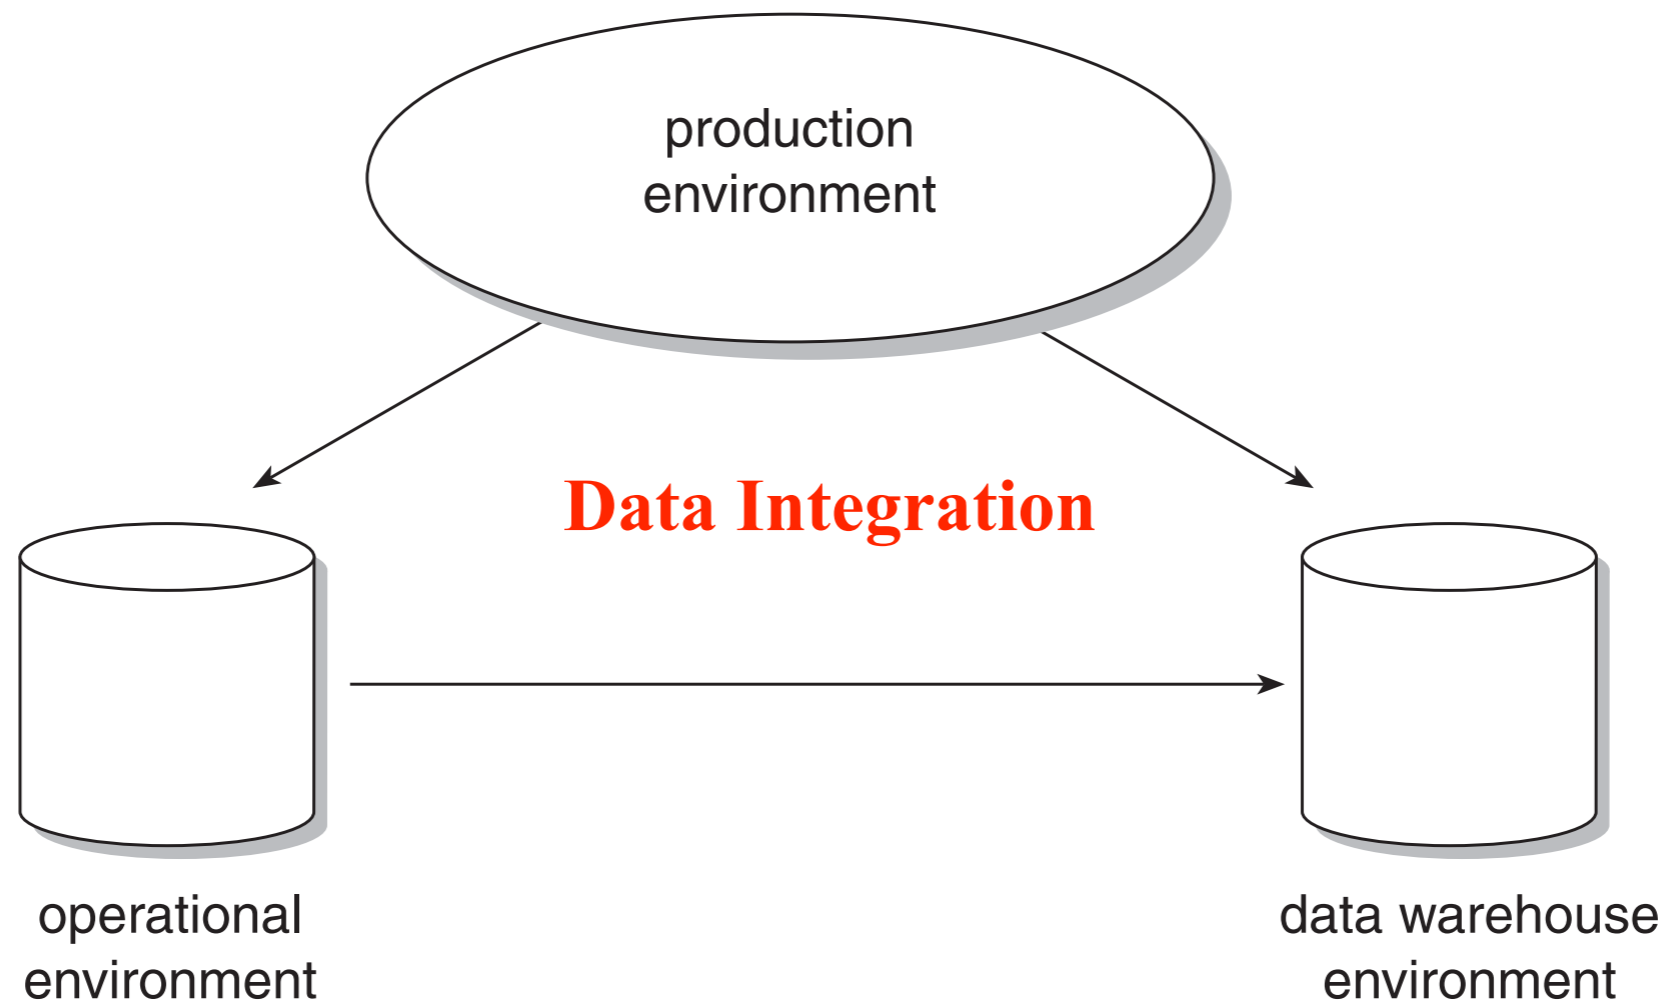 production
environment
Data Integration
operational
environment
data warehouse
environment